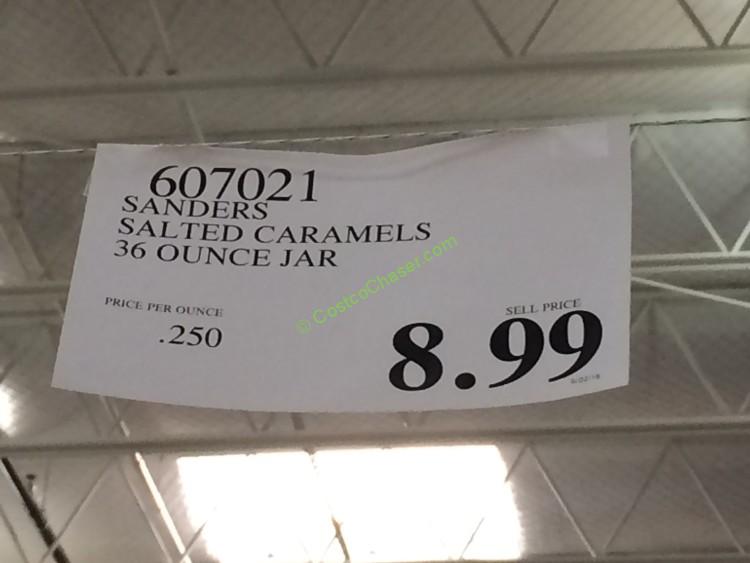 607021
SANDERS
SALTED CARAMELS
36 OUNCE JAR
© CostcoChaser.com
PRICE PER OUNCE
.250
SELL PRICE
8.99